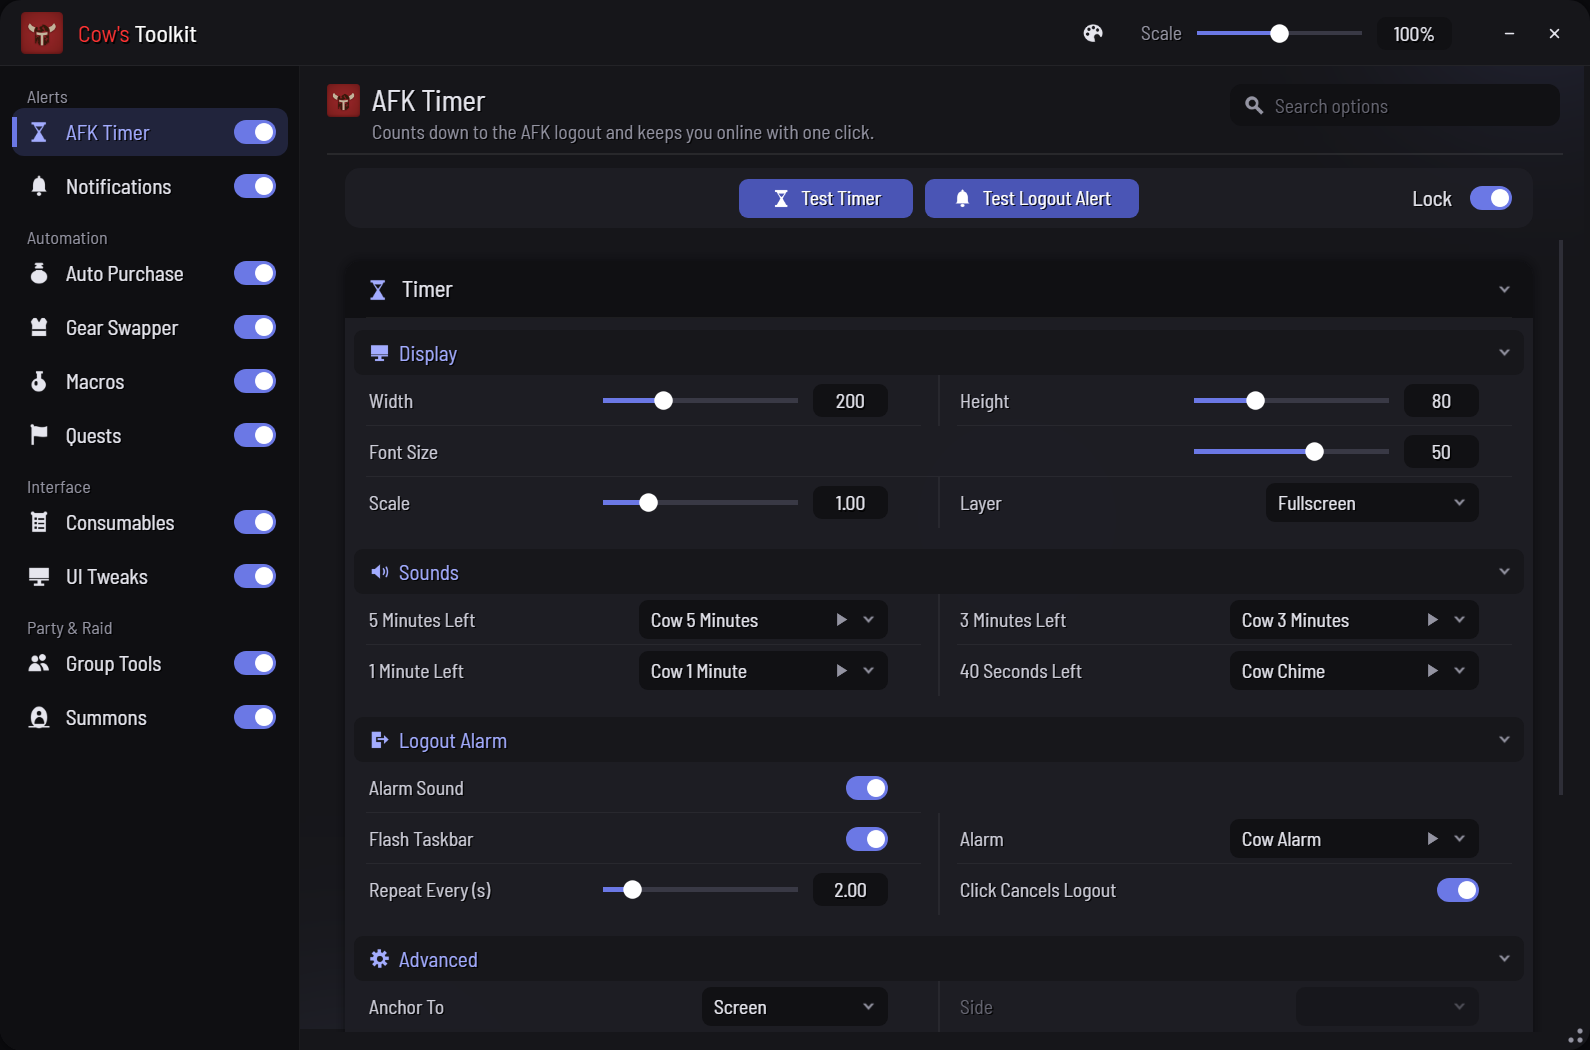 Cow's Toolkit
Scale
100%
Alerts
AFK Timer
Notifications
Automation
Auto Purchase
Gear Swapper
Macros
Quests
Interface
Consumables
UI Tweaks
Party & Raid
Group Tools
Summons
AFK Timer
Counts down to the AFK logout and keeps you online with one click.
Search options
Test Timer
Test Logout Alert
Lock
Timer
Display
Width
200
Height
80
Font Size
50
Scale
1.00
Layer
Fullscreen
Sounds
5 Minutes Left
Cow 5 Minutes
3 Minutes Left
Cow 3 Minutes
1 Minute Left
Cow 1 Minute
40 Seconds Left
Cow Chime
Logout Alarm
Alarm Sound
Flash Taskbar
Alarm
Cow Alarm
Repeat Every (s)
2.00
Click Cancels Logout
Advanced
Anchor To
Screen
Side